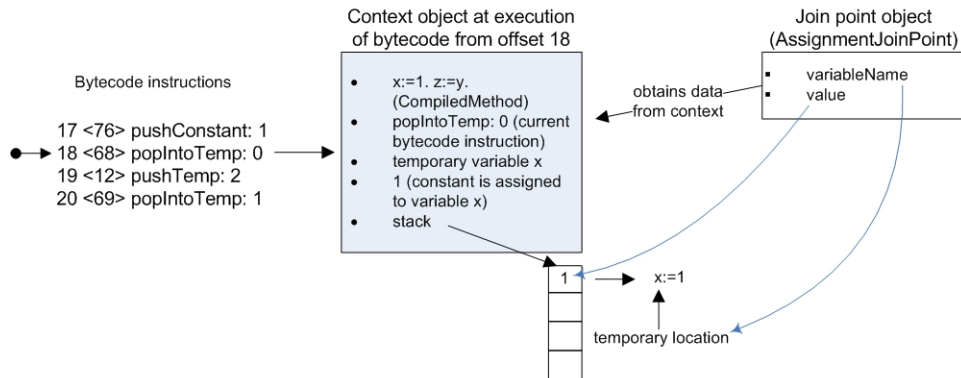 Context object at execution
of bytecode from offset 18
Join point object
(AssignmentJoinPoint)
Bytecode instructions
17 <76> pushConstant: 1
18 <68> popIntoTemp: 0
19 <12> pushTemp: 2
20 <69> popIntoTemp: 1
x:=1. z:=y.
(CompiledMethod)
popIntoTemp: 0 (current
bytecode instruction)
temporary variable x
1 (constant is assigned
to variable x)
stack
obtains data
from context
variableName
value
1
x:=1
temporary location